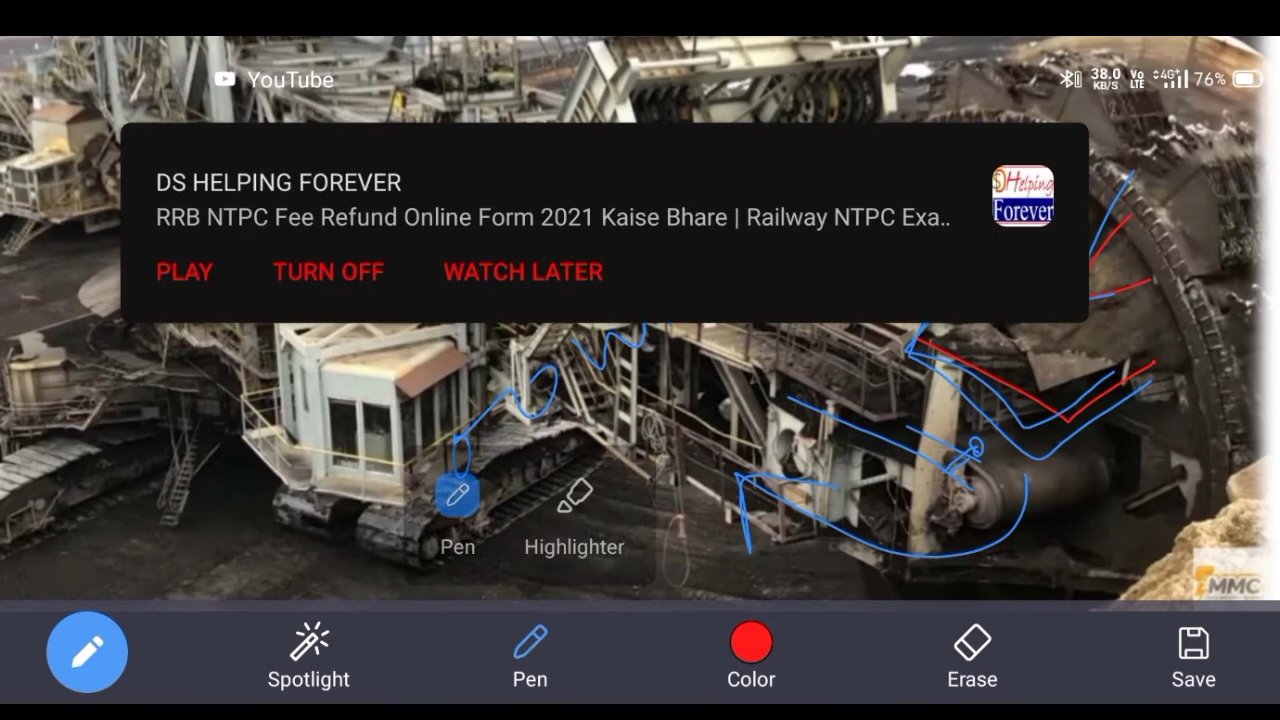 YouTube
38.0 KB/S Vo LTE 4G+ 76%
DS HELPING FOREVER
RRB NTPC Fee Refund Online Form 2021 Kaise Bhare | Railway NTPC Exa..
DS Helping
Forever
PLAY TURN OFF WATCH LATER
Pen Highlighter
MMC
Spotlight Pen Color Erase Save